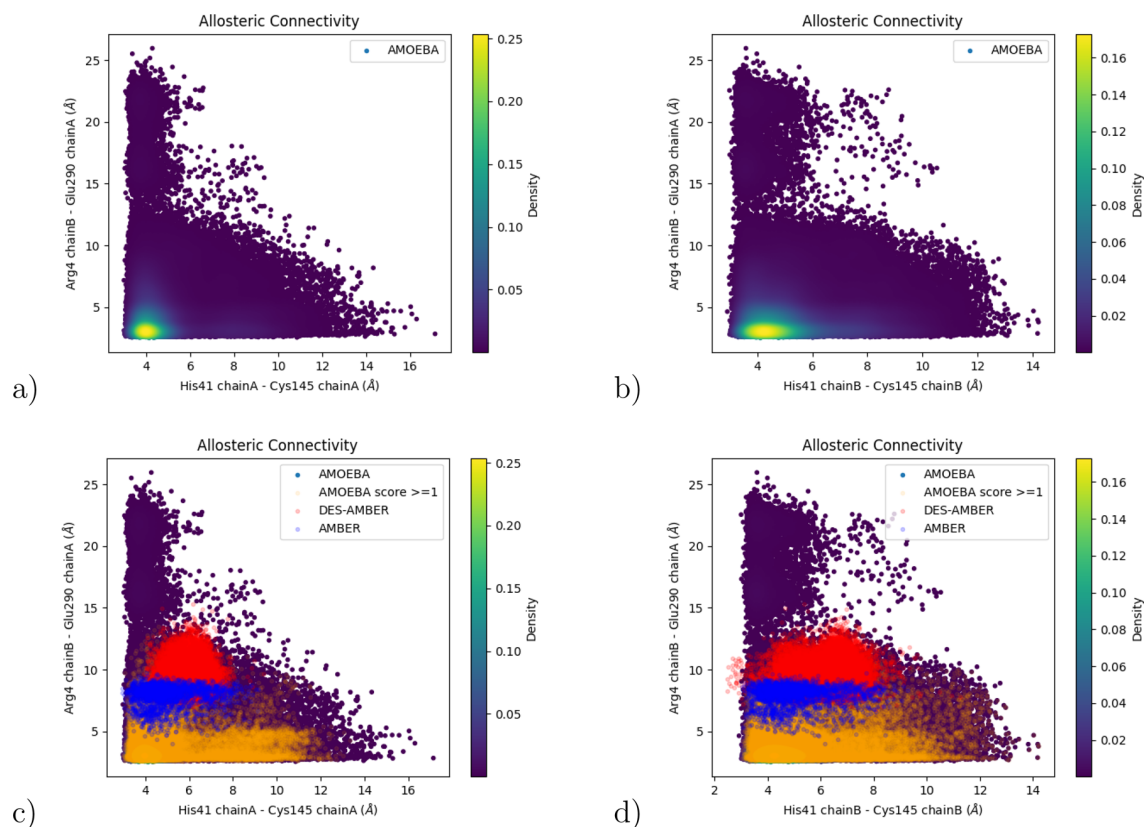 Allosteric Connectivity
AMOEBA
25
20
15
10
5
Arg4 chainB - Glu290 chainA (Å)
4
6
8
10
12
14
16
His41 chainA - Cys145 chainA (Å)
0.25
0.20
0.15
0.10
0.05
Density
a)
Allosteric Connectivity
AMOEBA
25
20
15
10
5
Arg4 chainB - Glu290 chainA (Å)
4
6
8
10
12
14
His41 chainB - Cys145 chainB (Å)
0.16
0.14
0.12
0.10
0.08
0.06
0.04
0.02
Density
b)
Allosteric Connectivity
AMOEBA
AMOEBA score >=1
DES-AMBER
AMBER
25
20
15
10
5
Arg4 chainB - Glu290 chainA (Å)
4
6
8
10
12
14
16
His41 chainA - Cys145 chainA (Å)
0.25
0.20
0.15
0.10
0.05
Density
c)
Allosteric Connectivity
AMOEBA
AMOEBA score >=1
DES-AMBER
AMBER
25
20
15
10
5
Arg4 chainB - Glu290 chainA (Å)
2
4
6
8
10
12
14
His41 chainB - Cys145 chainB (Å)
0.16
0.14
0.12
0.10
0.08
0.06
0.04
0.02
Density
d)